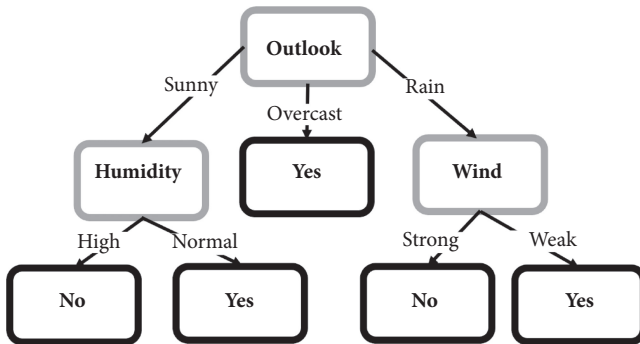 Outlook
Sunny
Overcast
Rain
Humidity
Yes
Wind
High
Normal
Strong
Weak
No
Yes
No
Yes